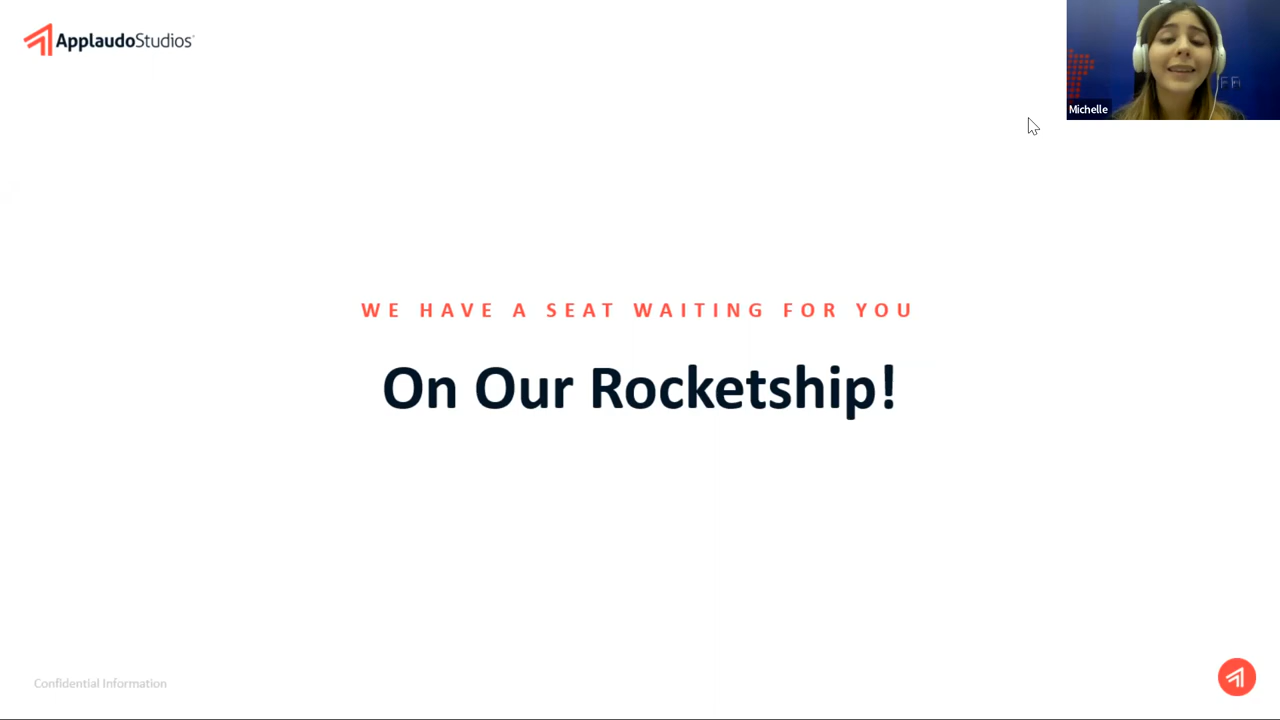 ApplaudoStudios
Michelle
WE HAVE A SEAT WAITING FOR YOU
On Our Rocketship!
Confidential Information